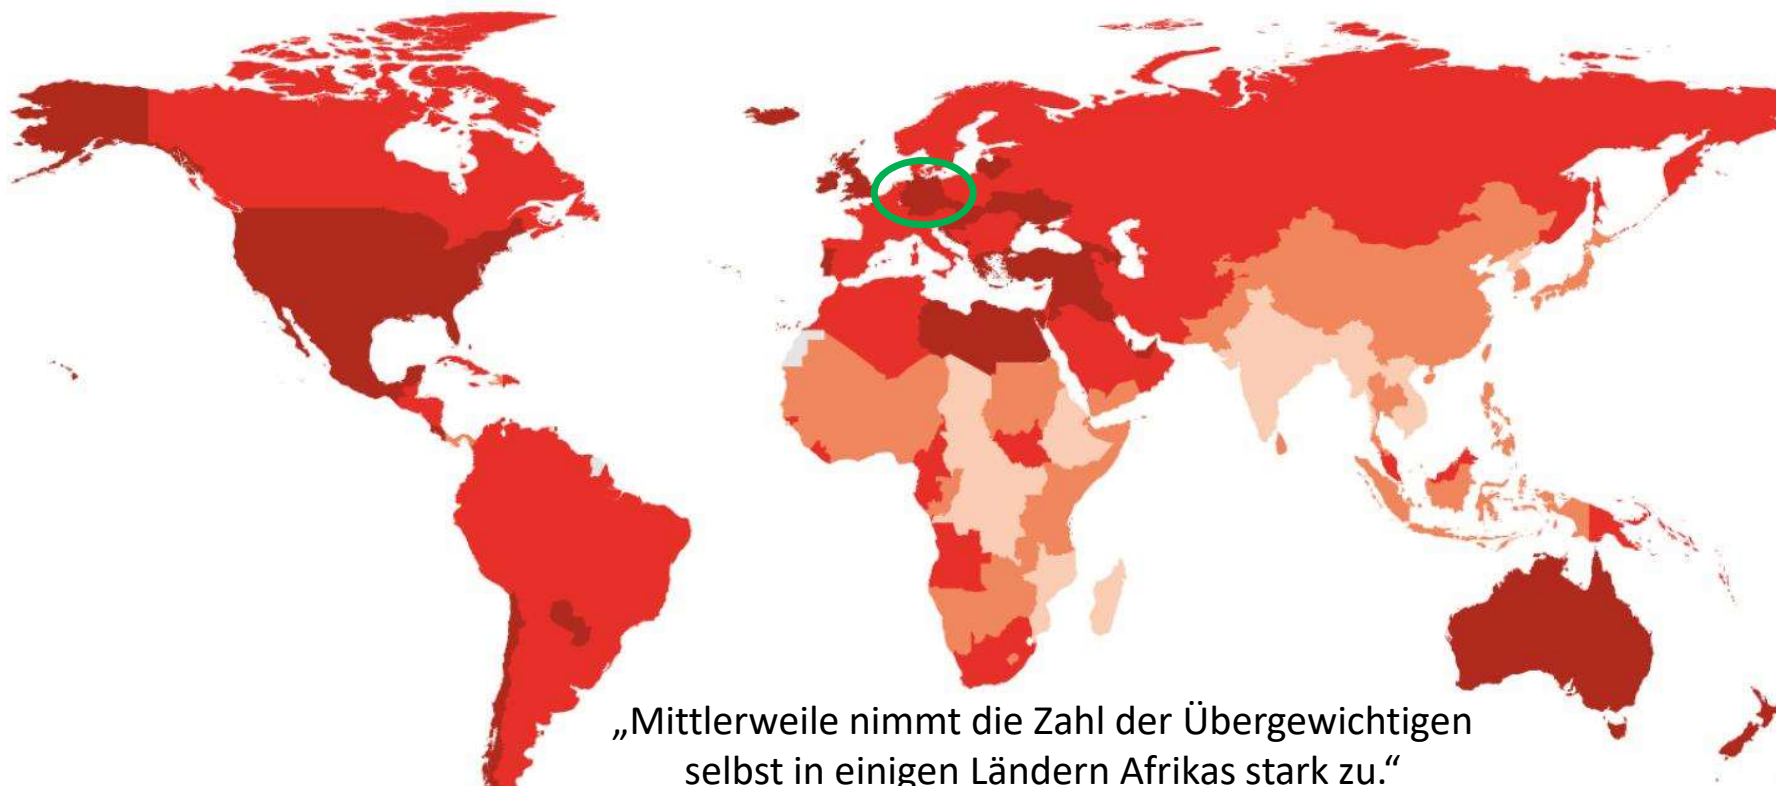 „Mittlerweile nimmt die Zahl der Übergewichtigen
selbst in einigen Ländern Afrikas stark zu.“